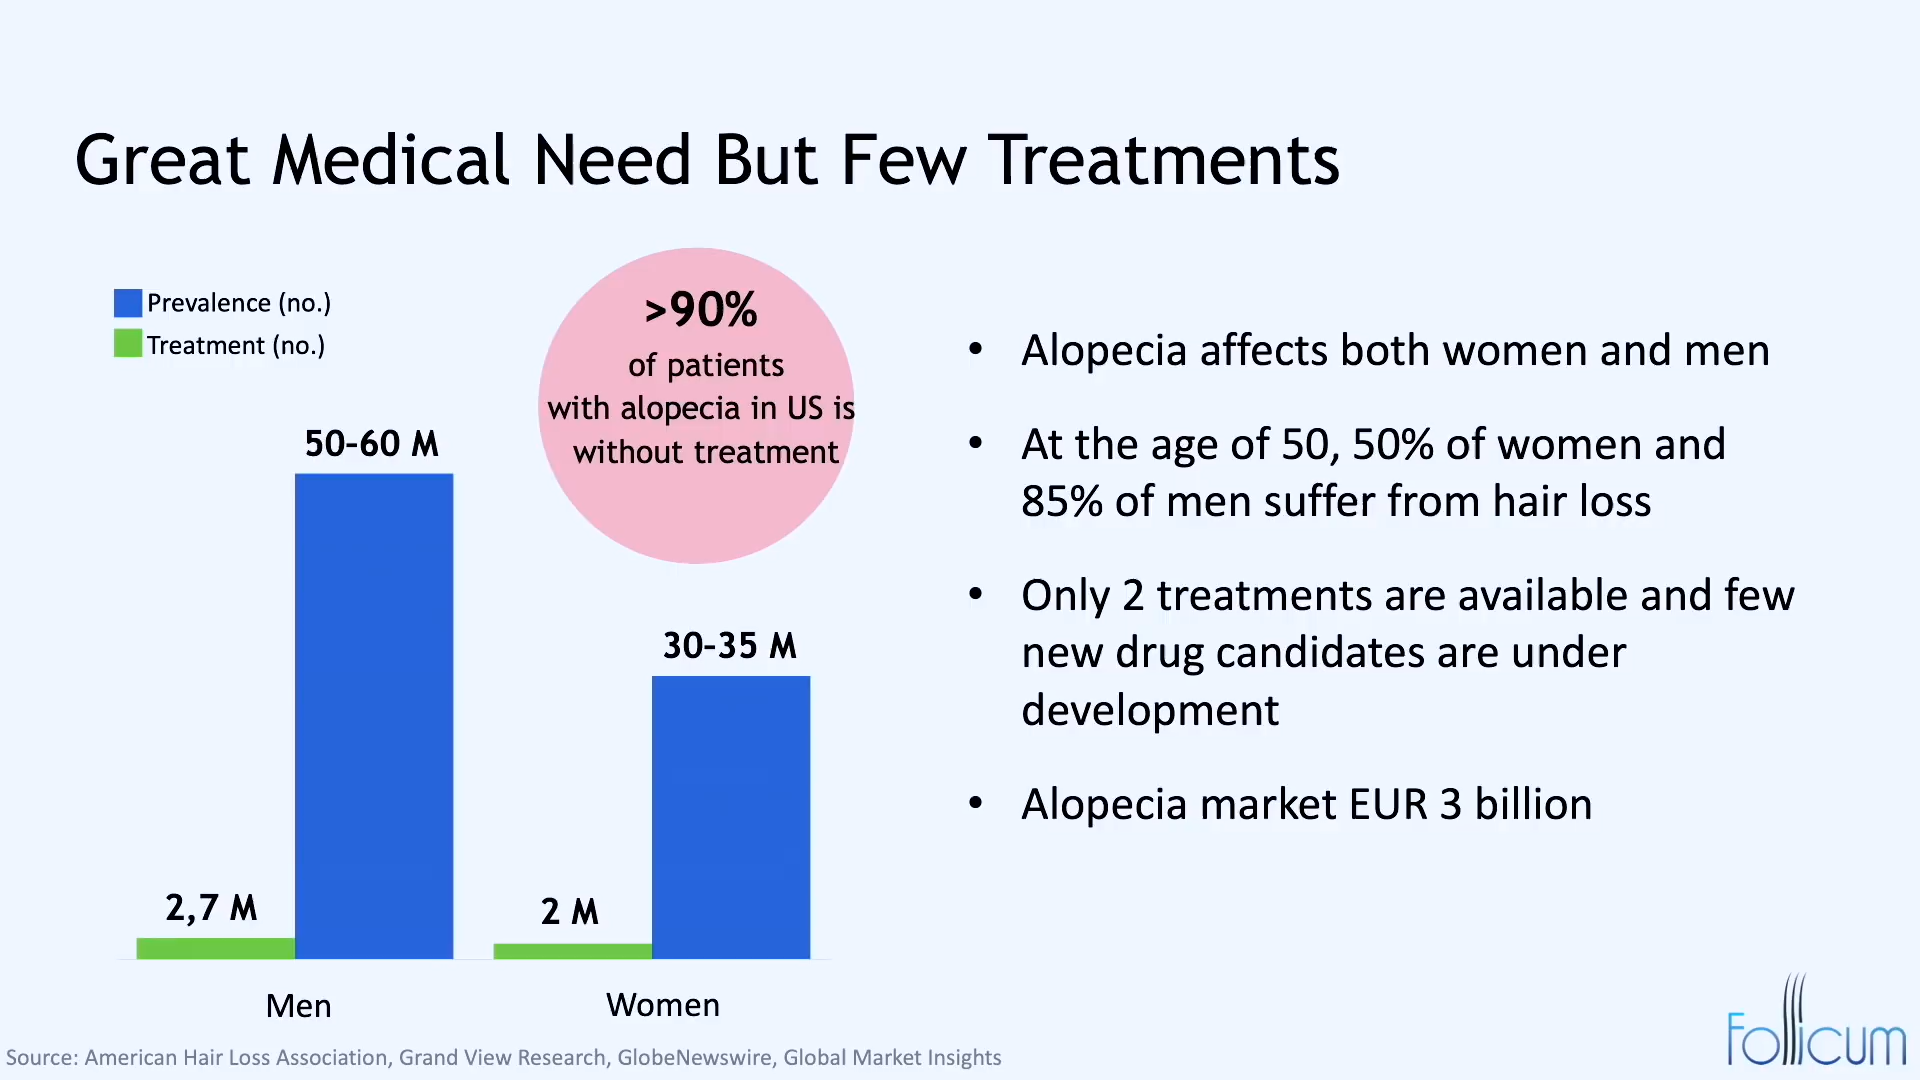 Great Medical Need But Few Treatments
Prevalence (no.)
Treatment (no.)
>90%
of patients
with alopecia in US is
without treatment
50-60 M
30-35 M
2,7 M
2 M
Men
Women
• Alopecia affects both women and men
• At the age of 50, 50% of women and
85% of men suffer from hair loss
• Only 2 treatments are available and few
new drug candidates are under
development
• Alopecia market EUR 3 billion
Source: American Hair Loss Association, Grand View Research, GlobeNewswire, Global Market Insights
Follicum